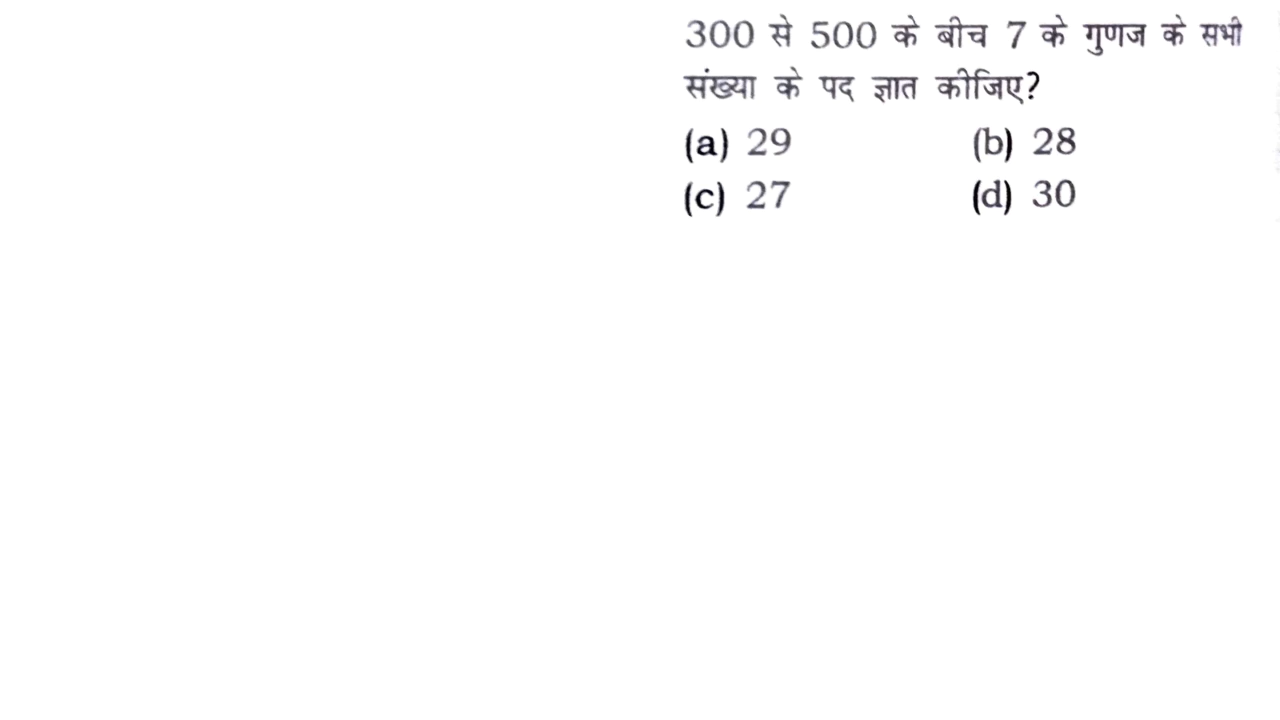 300 से 500 के बीच 7 के गुणज के सभी
संख्या के पद ज्ञात कीजिए?
(a) 29 (b) 28
(c) 27 (d) 30